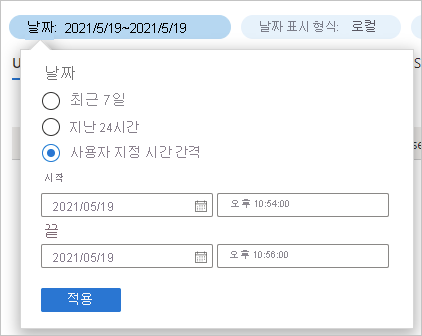 날짜: 2021/5/19~2021/5/19 날짜 표시 형식: 로컬
U S
날짜
최근 7일
지난 24시간
사용자 지정 시간 간격 se
시작
2021/05/19 오후 10:54:00
끝
2021/05/19 오후 10:56:00
적용